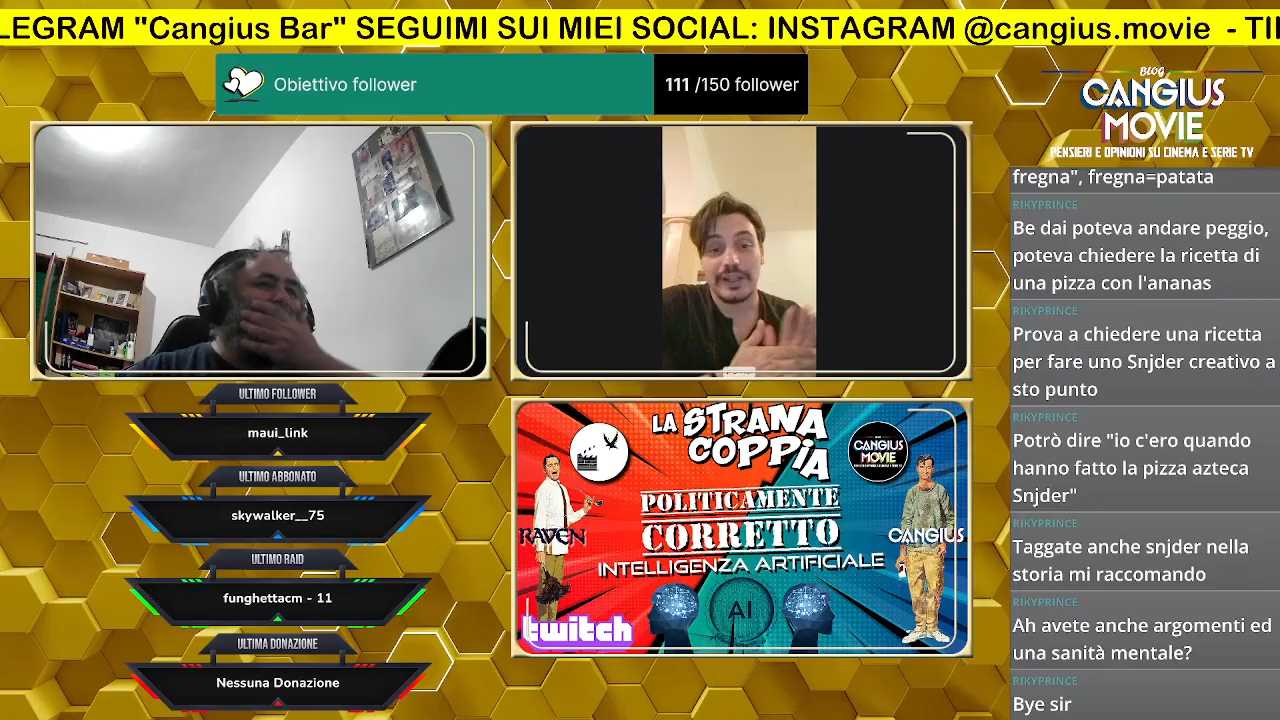 LEGRAM "Cangius Bar" SEGUIMI SUI MIEI SOCIAL: INSTAGRAM @cangius.movie - TI
Obiettivo follower
111 /150 follower
BLOG
CANGIUS
MOVIE
PENSIERI E OPINIONI SU CINEMA E SERIE TV
fregna", fregna=patata
RIKYPRINCE
Be dai poteva andare peggio,
poteva chiedere la ricetta di
una pizza con l'ananas
RIKYPRINCE
Prova a chiedere una ricetta
per fare uno Snjder creativo a
sto punto
RIKYPRINCE
Potrò dire "io c'ero quando
hanno fatto la pizza azteca
Snjder"
RIKYPRINCE
Taggate anche snjder nella
storia mi raccomando
RIKYPRINCE
Ah avete anche argomenti ed
una sanità mentale?
RIKYPRINCE
Bye sir
ULTIMO FOLLOWER
maui_link
ULTIMO ABBONATO
skywalker__75
ULTIMO RAID
funghettacm - 11
ULTIMA DONAZIONE
Nessuna Donazione
LA STRANA
COPPIA
CANGIUS
MOVIE
POLITICAMENTE
CORRETTO
INTELLIGENZA ARTIFICIALE
RAVEN
CANGIUS
AI
twitch